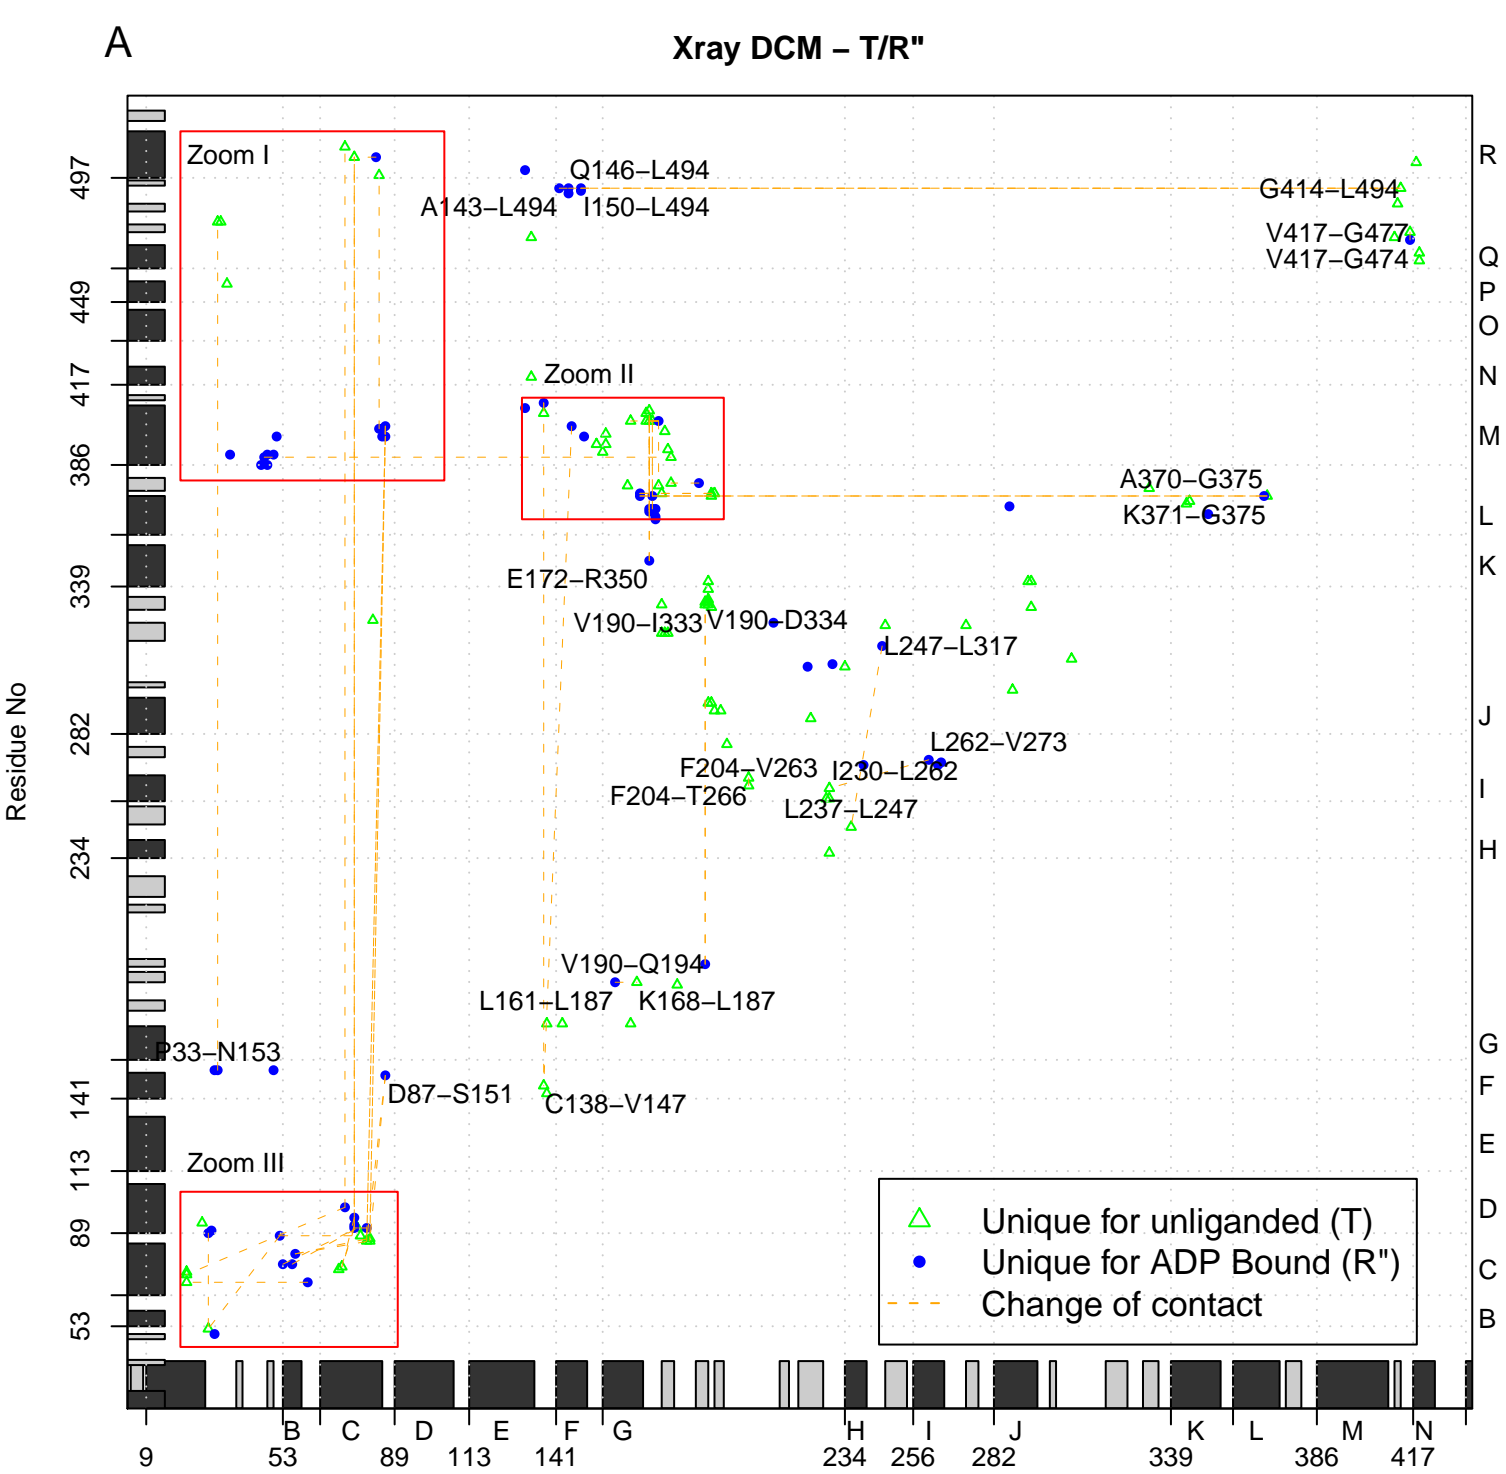 A
Xray DCM – T/R"
Zoom I
Q146–L494
R
497
A143–L494
I150–L494
G414–L494
V417–G477
V417–G474
Q
P
449
O
417
Zoom II
N
M
386
A370–G375
K371–G375
L
K
339
E172–R350
V190–I333
V190–D334
L247–L317
J
282
L262–V273
F204–V263
I230–L262
F204–T266
I
L237–L247
234
H
Residue No
V190–Q194
L161–L187
K168–L187
G
P33–N153
D87–S151
F
141
C138–V147
E
113
Zoom III
D
89
Unique for unliganded (T)
Unique for ADP Bound (R")
C
Change of contact
B
53
B C D E F G H I J K L M N
9 53 89 113 141 234 256 282 339 386 417